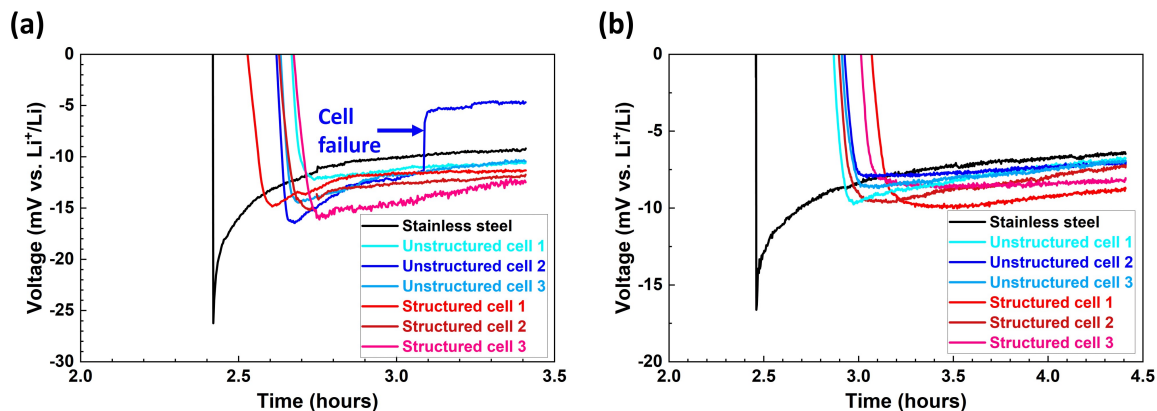 (a)
0
-5
-10
-15
-20
-25
-30
Voltage (mV vs. Li⁺/Li)
Cell
failure
Stainless steel
Unstructured cell 1
Unstructured cell 2
Unstructured cell 3
Structured cell 1
Structured cell 2
Structured cell 3
2.0 2.5 3.0 3.5
Time (hours)
(b)
0
-5
-10
-15
-20
Voltage (mV vs. Li⁺/Li)
Stainless steel
Unstructured cell 1
Unstructured cell 2
Unstructured cell 3
Structured cell 1
Structured cell 2
Structured cell 3
2.0 2.5 3.0 3.5 4.0 4.5
Time (hours)